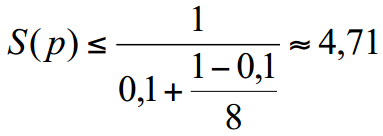 S(p) ≤ 1 / (0,1 + (1 − 0,1) / 8) ≈ 4,71